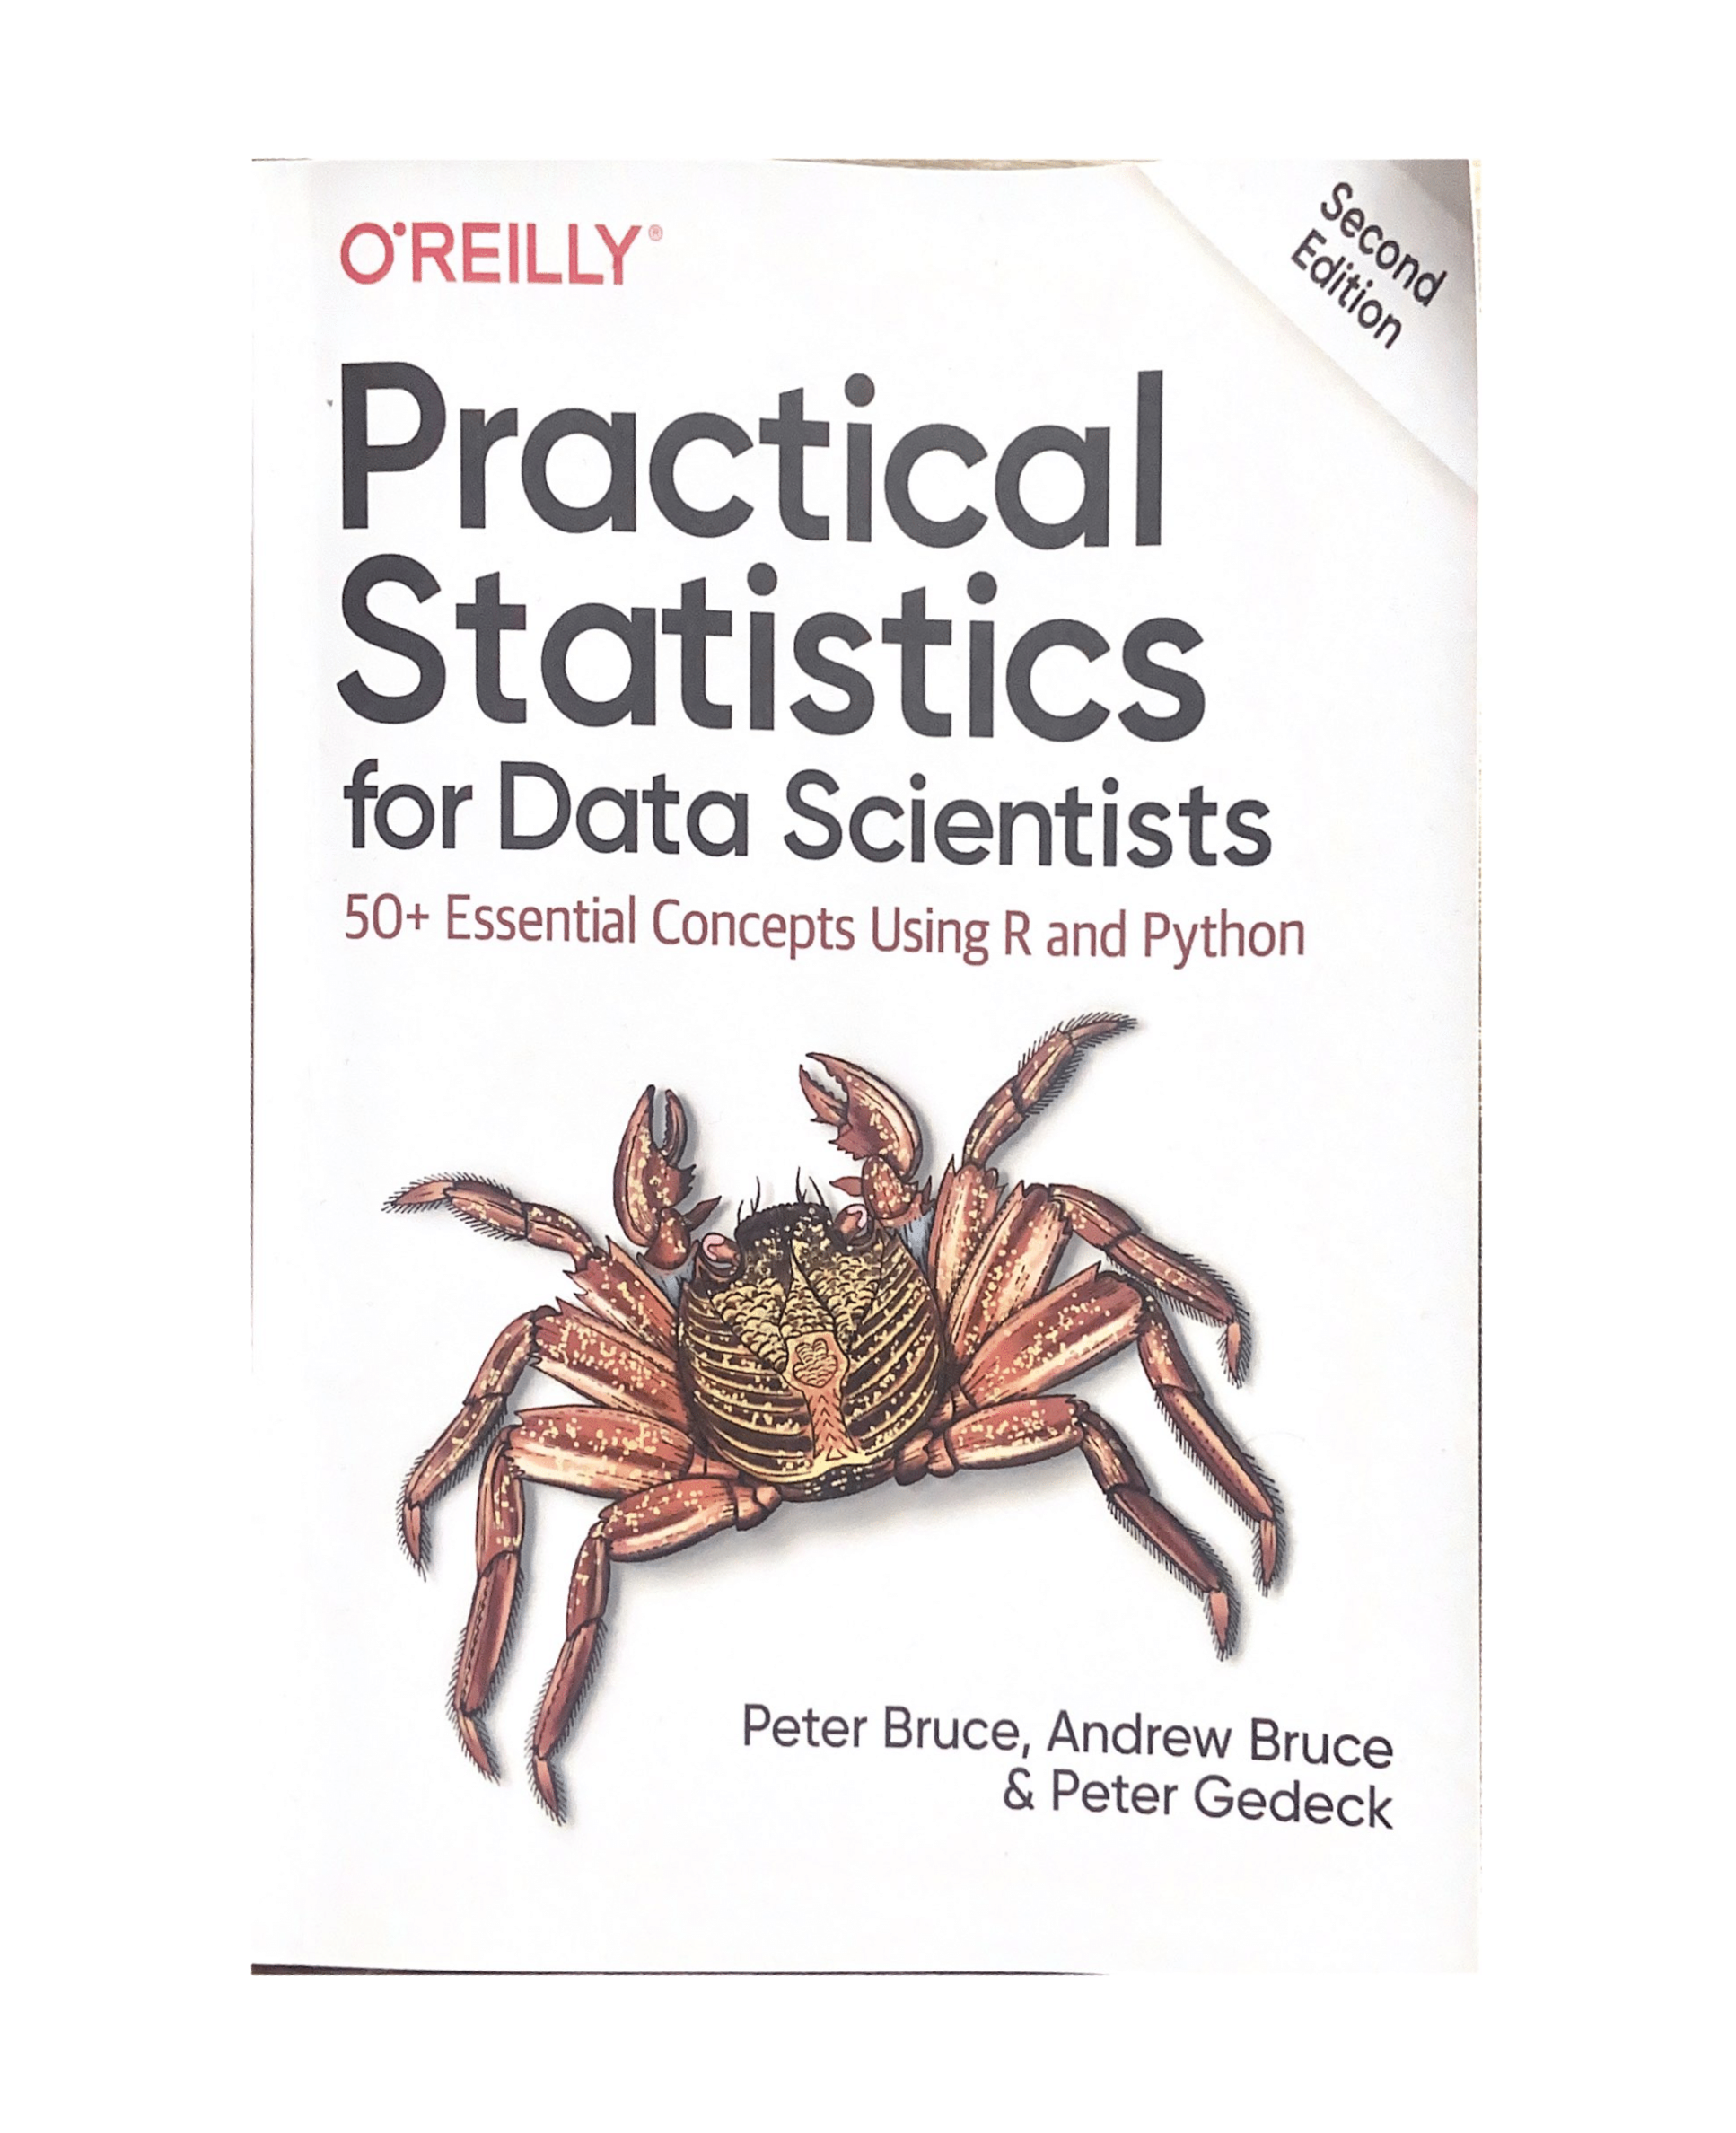 O'REILLY®
Second
Edition
Practical
Statistics
for Data Scientists
50+ Essential Concepts Using R and Python
Peter Bruce, Andrew Bruce
& Peter Gedeck